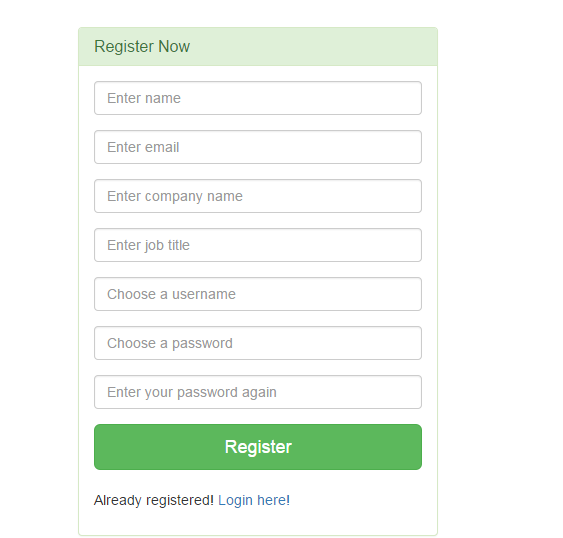 Register Now
Enter name
Enter email
Enter company name
Enter job title
Choose a username
Choose a password
Enter your password again
Register
Already registered! Login here!